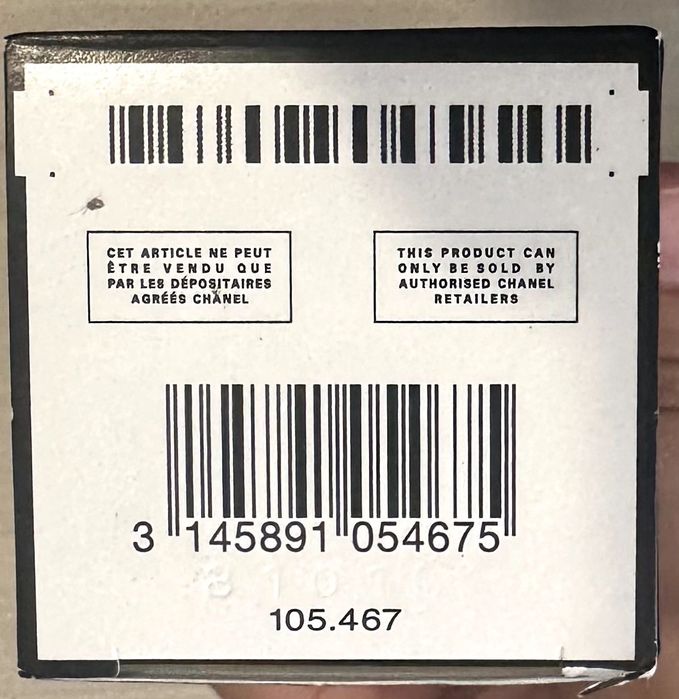 CET ARTICLE NE PEUT
ÊTRE VENDU QUE
PAR LES DÉPOSITAIRES
AGRÉÉS CHANEL
THIS PRODUCT CAN
ONLY BE SOLD BY
AUTHORISED CHANEL
RETAILERS
3 145891 054675
105.467